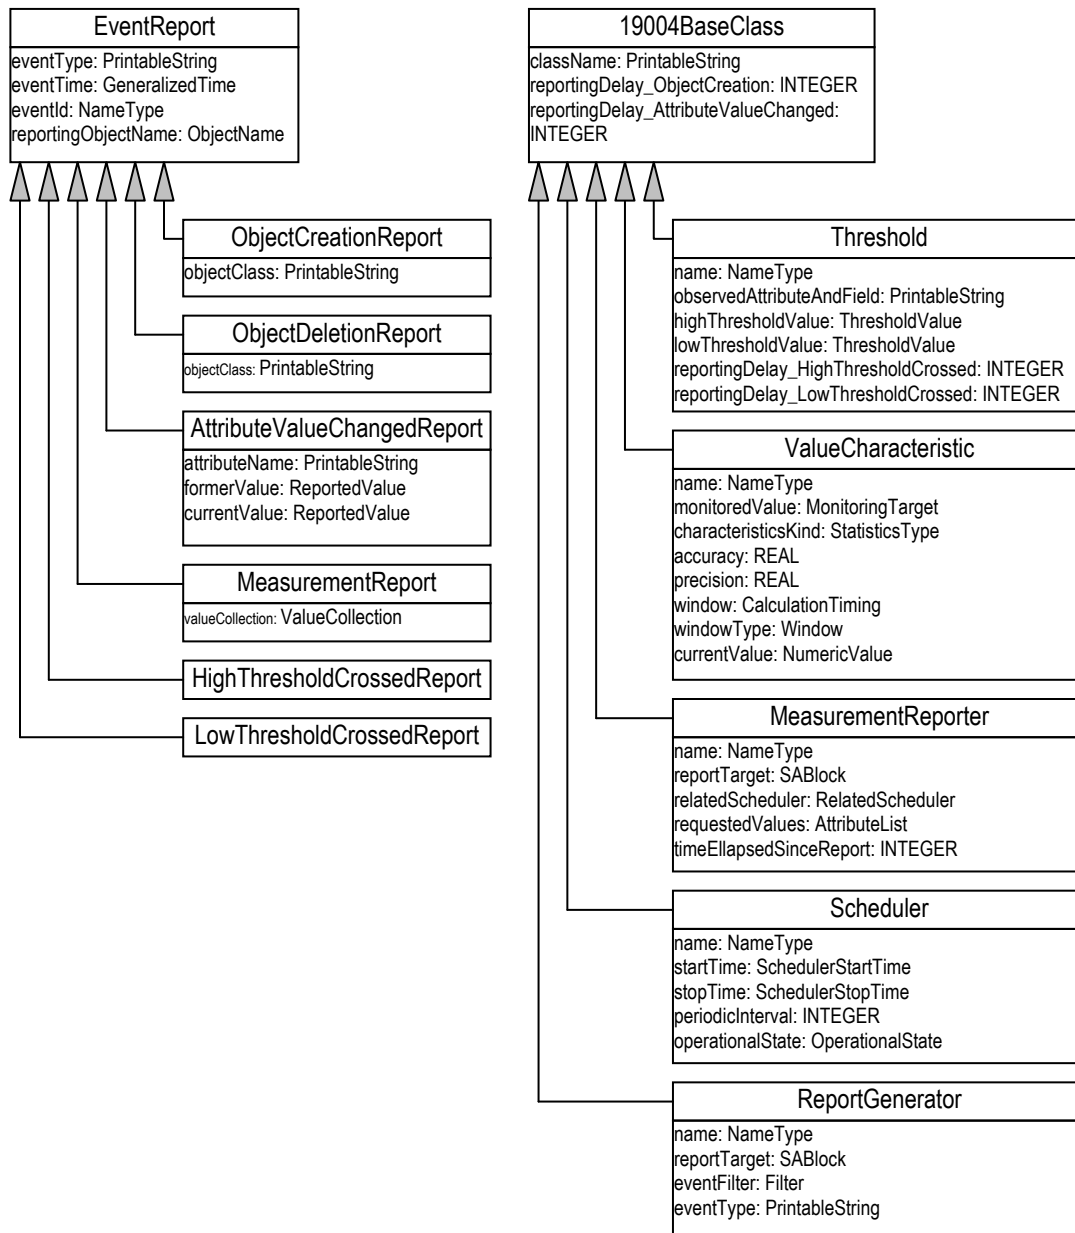 EventReport
eventType: PrintableString
eventTime: GeneralizedTime
eventId: NameType
reportingObjectName: ObjectName
ObjectCreationReport
objectClass: PrintableString
ObjectDeletionReport
objectClass: PrintableString
AttributeValueChangedReport
attributeName: PrintableString
formerValue: ReportedValue
currentValue: ReportedValue
MeasurementReport
valueCollection: ValueCollection
HighThresholdCrossedReport
LowThresholdCrossedReport
19004BaseClass
className: PrintableString
reportingDelay_ObjectCreation: INTEGER
reportingDelay_AttributeValueChanged:
INTEGER
Threshold
name: NameType
observedAttributeAndField: PrintableString
highThresholdValue: ThresholdValue
lowThresholdValue: ThresholdValue
reportingDelay_HighThresholdCrossed: INTEGER
reportingDelay_LowThresholdCrossed: INTEGER
ValueCharacteristic
name: NameType
monitoredValue: MonitoringTarget
characteristicsKind: StatisticsType
accuracy: REAL
precision: REAL
window: CalculationTiming
windowType: Window
currentValue: NumericValue
MeasurementReporter
name: NameType
reportTarget: SABlock
relatedScheduler: RelatedScheduler
requestedValues: AttributeList
timeEllapsedSinceReport: INTEGER
Scheduler
name: NameType
startTime: SchedulerStartTime
stopTime: SchedulerStopTime
periodicInterval: INTEGER
operationalState: OperationalState
ReportGenerator
name: NameType
reportTarget: SABlock
eventFilter: Filter
eventType: PrintableString